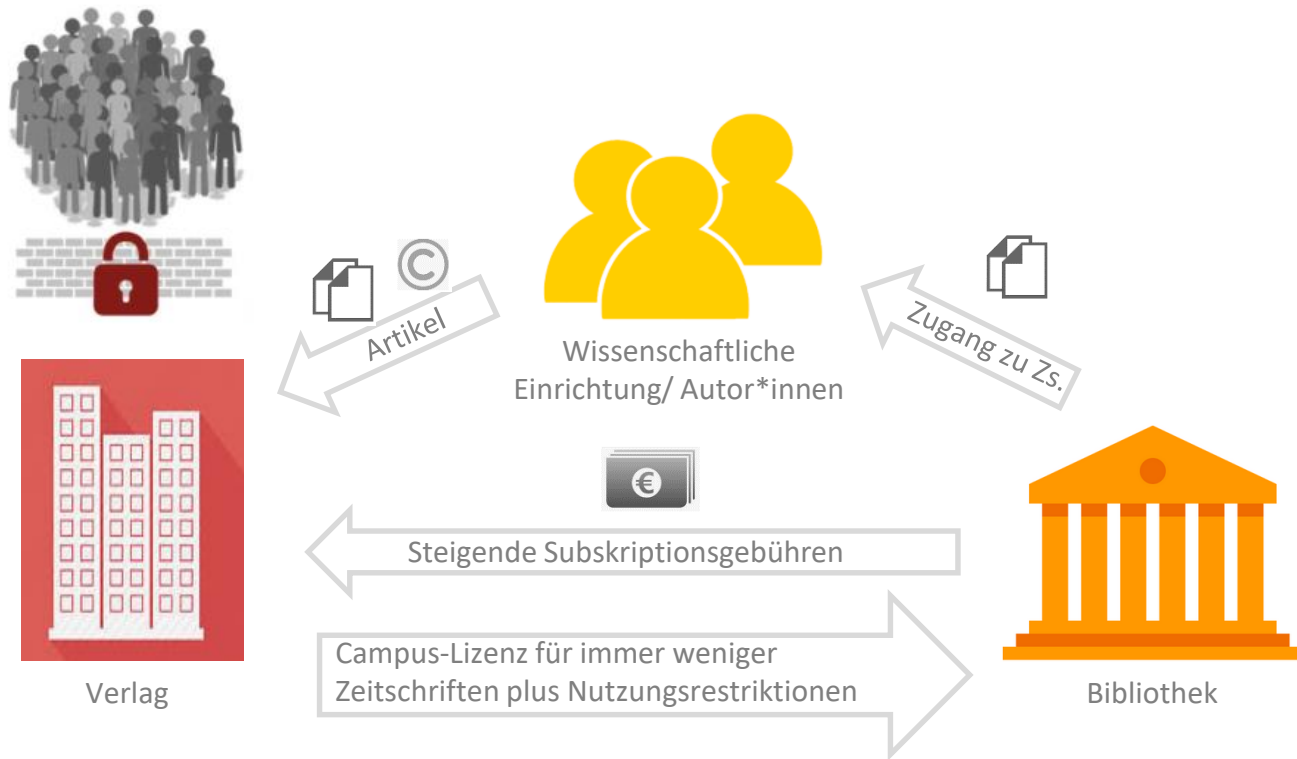 ©
Artikel
Wissenschaftliche
Einrichtung/ Autor*innen
Zugang zu Zs.
€
Steigende Subskriptionsgebühren
Campus-Lizenz für immer weniger
Zeitschriften plus Nutzungsrestriktionen
Verlag
Bibliothek